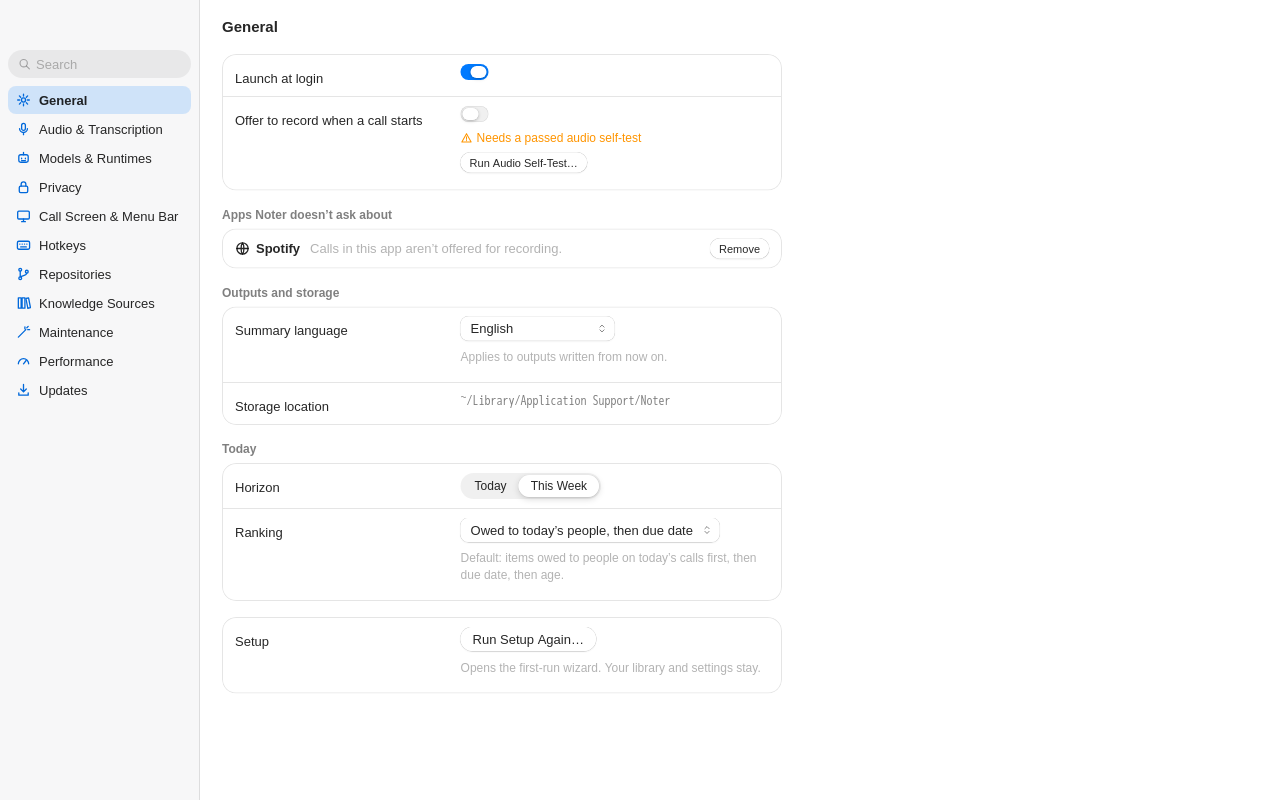 General
Search
General
Audio & Transcription
Models & Runtimes
Privacy
Call Screen & Menu Bar
Hotkeys
Repositories
Knowledge Sources
Maintenance
Performance
Updates
Launch at login
Offer to record when a call starts
Needs a passed audio self-test
Run Audio Self-Test…
Apps Noter doesn’t ask about
Spotify Calls in this app aren’t offered for recording. Remove
Outputs and storage
Summary language English
Applies to outputs written from now on.
Storage location ~/Library/Application Support/Noter
Today
Horizon Today This Week
Ranking Owed to today’s people, then due date
Default: items owed to people on today’s calls first, then
due date, then age.
Setup Run Setup Again…
Opens the first-run wizard. Your library and settings stay.